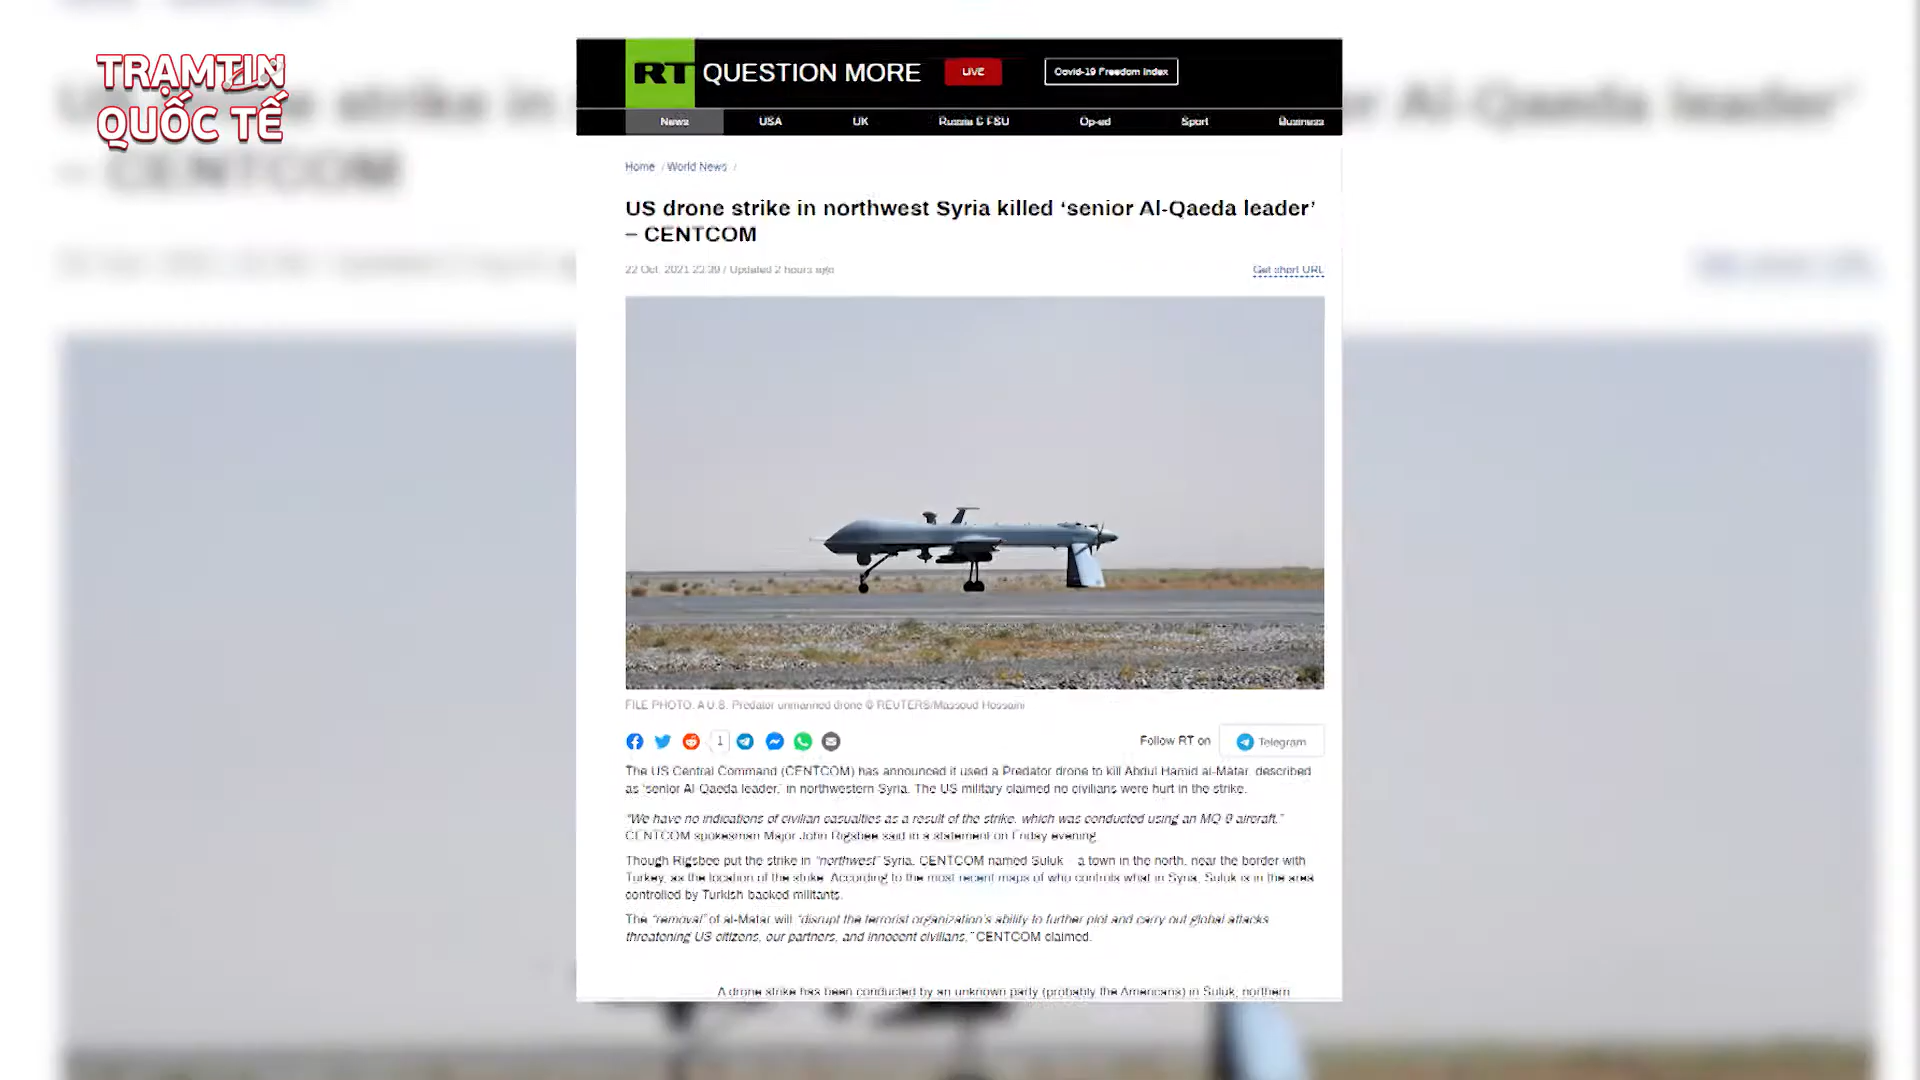 TRẠM TIN
QUỐC TẾ
RT QUESTION MORE
LIVE
Covid-19 Freedom Index
News
USA
UK
Russia & FSU
Op-ed
Sport
Business
Home / World News /
US drone strike in northwest Syria killed ‘senior Al-Qaeda leader’
– CENTCOM
22 Oct, 2021 23:39 / Updated 2 hours ago
Get short URL
FILE PHOTO. A U.S. Predator unmanned drone © REUTERS/Massoud Hossaini
1
Follow RT on
Telegram
The US Central Command (CENTCOM) has announced it used a Predator drone to kill Abdul Hamid al-Matar, described
as ‘senior Al-Qaeda leader,’ in northwestern Syria. The US military claimed no civilians were hurt in the strike.
“We have no indications of civilian casualties as a result of the strike, which was conducted using an MQ-9 aircraft,”
CENTCOM spokesman Major John Rigsbee said in a statement on Friday evening.
Though Rigsbee put the strike in “northwest” Syria, CENTCOM named Suluk – a town in the north, near the border with
Turkey, as the location of the strike. According to the most recent maps of who controls what in Syria, Suluk is in the area
controlled by Turkish-backed militants.
The “removal” of al-Matar will “disrupt the terrorist organization’s ability to further plot and carry out global attacks
threatening US citizens, our partners, and innocent civilians,” CENTCOM claimed.
A drone strike has been conducted by an unknown party (probably the Americans) in Suluk, northern